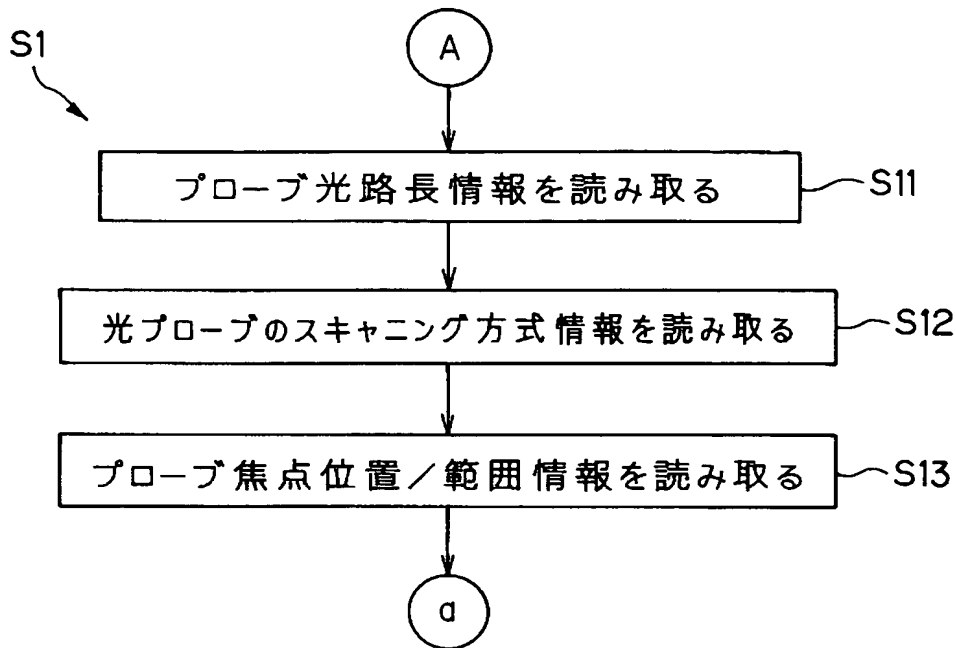 S1
A
プローブ光路長情報を読み取る
S11
光プローブのスキャニング方式情報を読み取る
S12
プローブ焦点位置/範囲情報を読み取る
S13
a